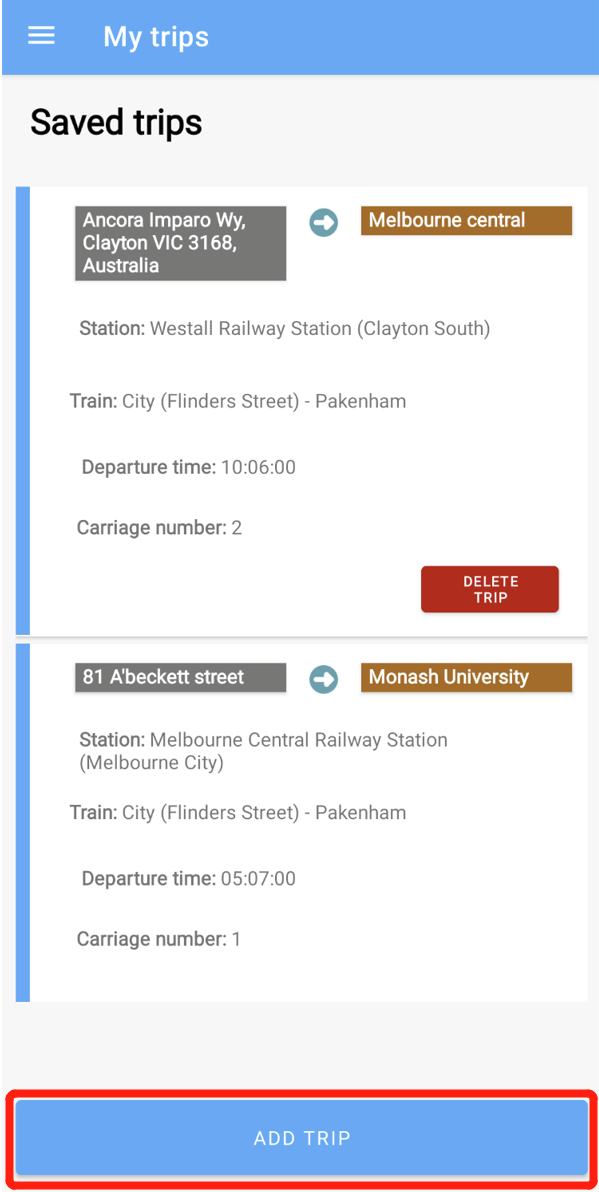 My trips
Saved trips
Ancora Imparo Wy,
Clayton VIC 3168,
Australia
Melbourne central
Station: Westall Railway Station (Clayton South)
Train: City (Flinders Street) - Pakenham
Departure time: 10:06:00
Carriage number: 2
DELETE
TRIP
81 A'beckett street
Monash University
Station: Melbourne Central Railway Station
(Melbourne City)
Train: City (Flinders Street) - Pakenham
Departure time: 05:07:00
Carriage number: 1
ADD TRIP